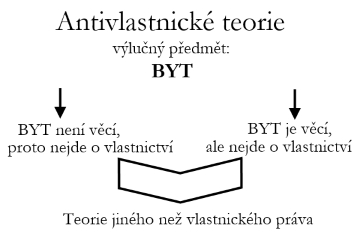 Antivlastnické teorie
výlučný předmět:
BYT
BYT není věcí,
proto nejde o vlastnictví
BYT je věcí,
ale nejde o vlastnictví
Teorie jiného než vlastnického práva